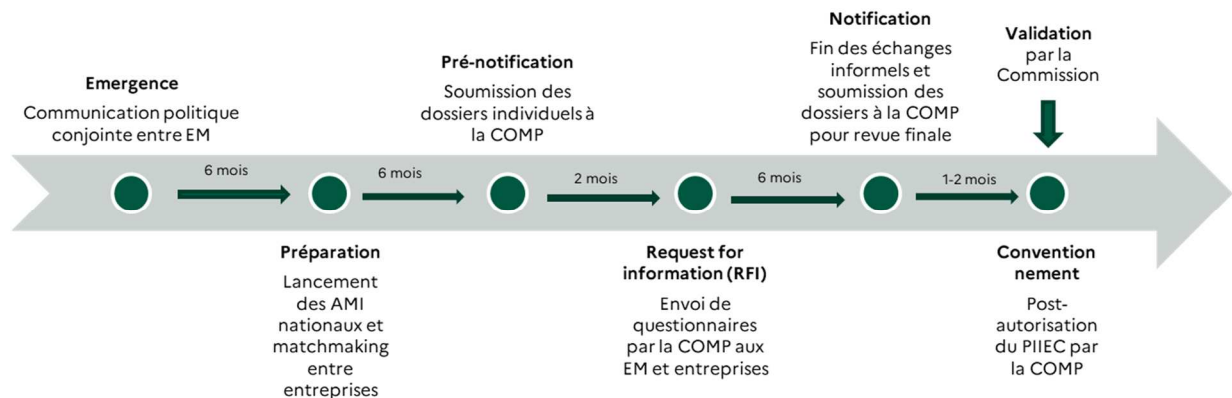 Emergence
Communication politique
conjointe entre EM
6 mois
Préparation
Lancement
des AMI
nationaux et
matchmaking
entre
entreprises
6 mois
Pré-notification
Soumission des
dossiers individuels à
la COMP
2 mois
Request for
information (RFI)
Envoi de
questionnaires
par la COMP aux
EM et entreprises
6 mois
Notification
Fin des échanges
informels et
soumission des
dossiers à la COMP
pour revue finale
1-2 mois
Validation
par la
Commission
Convention
nement
Post-
autorisation
du PIIEC par
la COMP